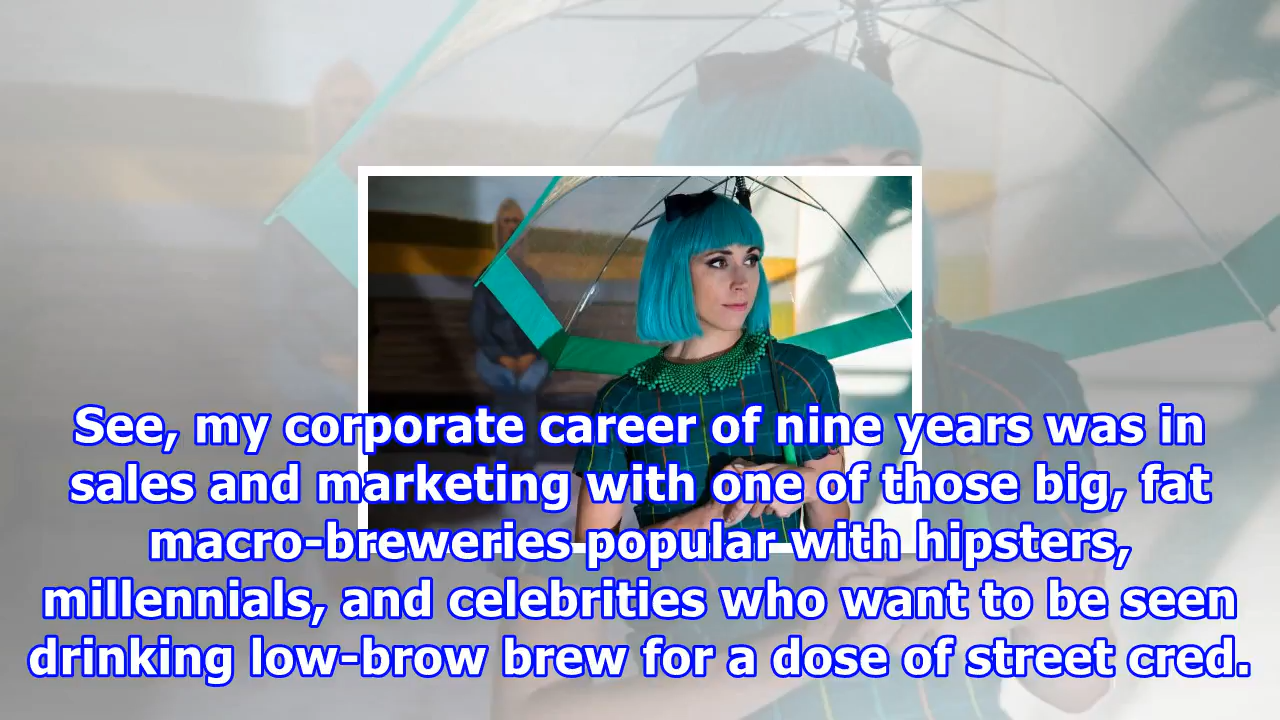 See, my corporate career of nine years was in
sales and marketing with one of those big, fat
macro-breweries popular with hipsters,
millennials, and celebrities who want to be seen
drinking low-brow brew for a dose of street cred.